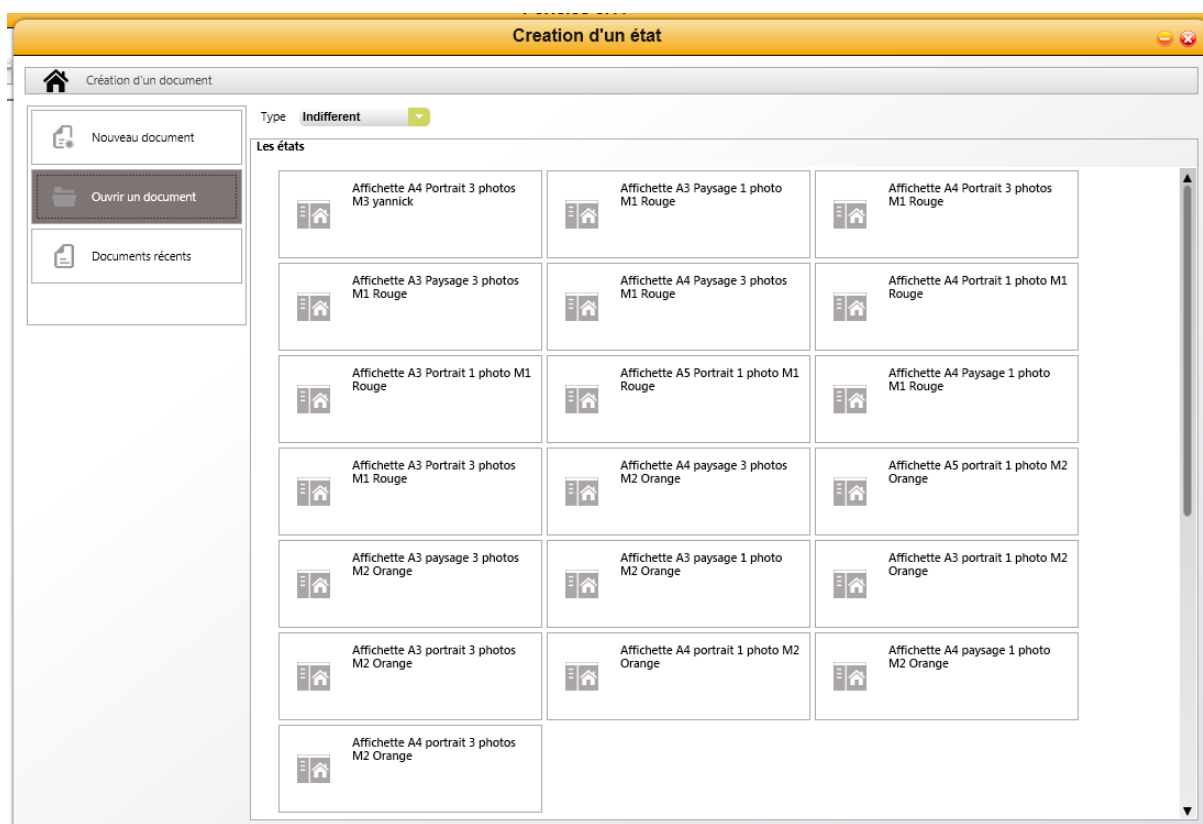 Creation d'un état
Création d'un document
Nouveau document
Ouvrir un document
Documents récents
Type Indifferent
Les états
Affichette A4 Portrait 3 photos
M3 yannick
Affichette A3 Paysage 1 photo
M1 Rouge
Affichette A4 Portrait 3 photos
M1 Rouge
Affichette A3 Paysage 3 photos
M1 Rouge
Affichette A4 Paysage 3 photos
M1 Rouge
Affichette A4 Portrait 1 photo M1
Rouge
Affichette A3 Portrait 1 photo M1
Rouge
Affichette A5 Portrait 1 photo M1
Rouge
Affichette A4 Paysage 1 photo
M1 Rouge
Affichette A3 Portrait 3 photos
M1 Rouge
Affichette A4 paysage 3 photos
M2 Orange
Affichette A5 portrait 1 photo M2
Orange
Affichette A3 paysage 3 photos
M2 Orange
Affichette A3 paysage 1 photo
M2 Orange
Affichette A3 portrait 1 photo M2
Orange
Affichette A3 portrait 3 photos
M2 Orange
Affichette A4 portrait 1 photo M2
Orange
Affichette A4 paysage 1 photo
M2 Orange
Affichette A4 portrait 3 photos
M2 Orange